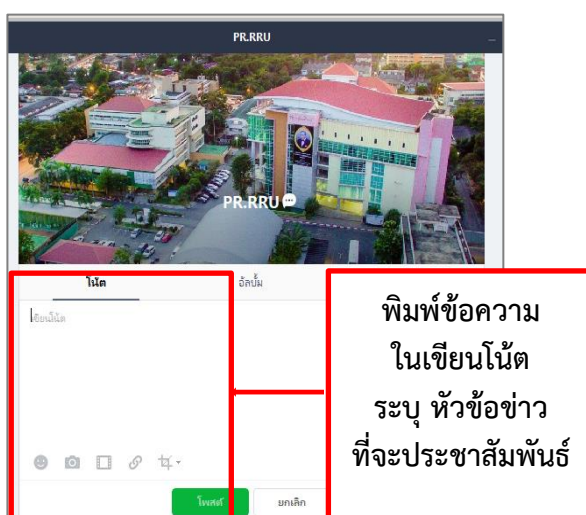 PR.RRU
PR.RRU
โน้ต
อัลบั้ม
เขียนโน้ต
โพสต์
ยกเลิก
พิมพ์ข้อความ
ในเขียนโน้ต
ระบุ หัวข้อข่าว
ที่จะประชาสัมพันธ์